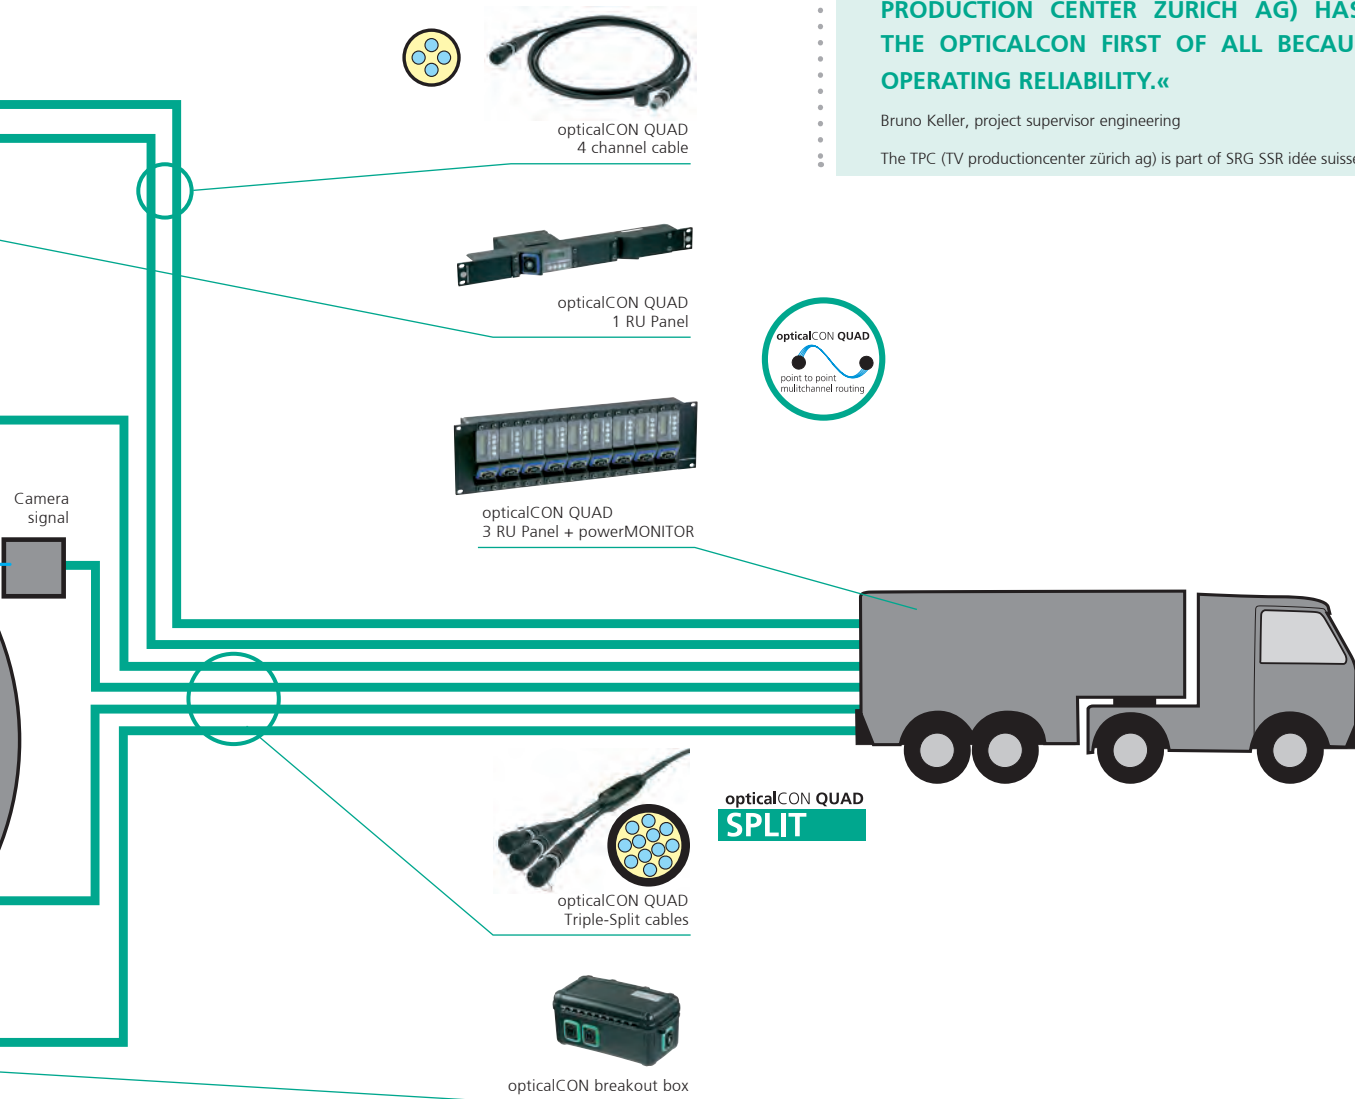 PRODUCTION CENTER ZÜRICH AG) HAS
THE OPTICALCON FIRST OF ALL BECAU
OPERATING RELIABILITY.«
Bruno Keller, project supervisor engineering
The TPC (TV productioncenter zürich ag) is part of SRG SSR idée suisse
opticalCON QUAD
4 channel cable
opticalCON QUAD
1 RU Panel
opticalCON QUAD
point to point
mulitchannel routing
Camera
signal
opticalCON QUAD
3 RU Panel + powerMONITOR
opticalCON QUAD
SPLIT
opticalCON QUAD
Triple-Split cables
opticalCON breakout box